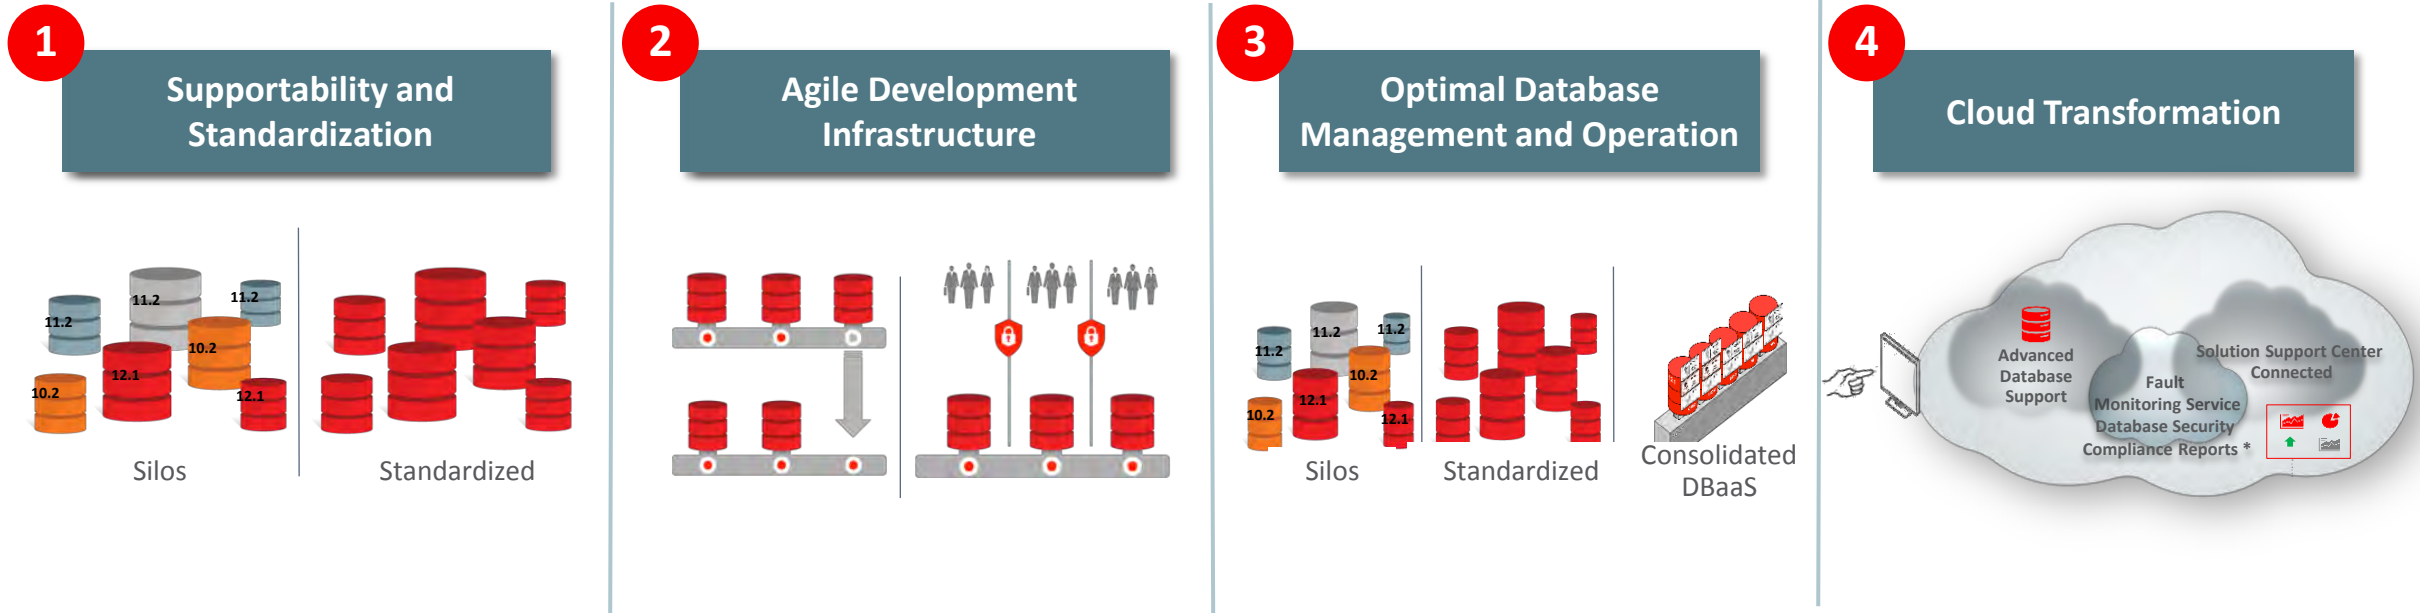 1
Supportability and
Standardization
11.2
11.2
11.2
10.2
12.1
10.2
12.1
Silos
Standardized
2
Agile Development
Infrastructure
3
Optimal Database
Management and Operation
11.2
11.2
11.2
10.2
12.1
10.2
12.1
Silos
Standardized
Consolidated
DBaaS
4
Cloud Transformation
Advanced
Database
Support
Fault
Monitoring Service
Database Security
Compliance Reports *
Solution Support Center
Connected